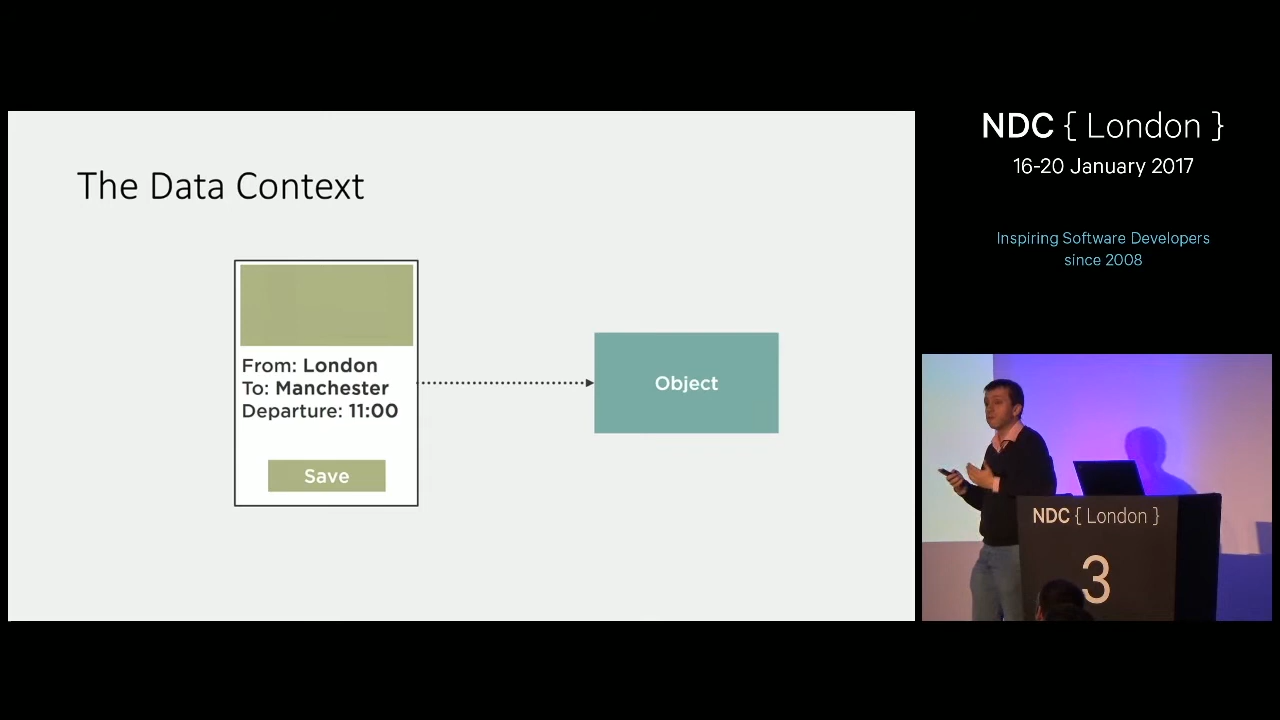 The Data Context
From: London
To: Manchester
Departure: 11:00
Save
Object
NDC { London }
16-20 January 2017
Inspiring Software Developers
since 2008
NDC { London }
3